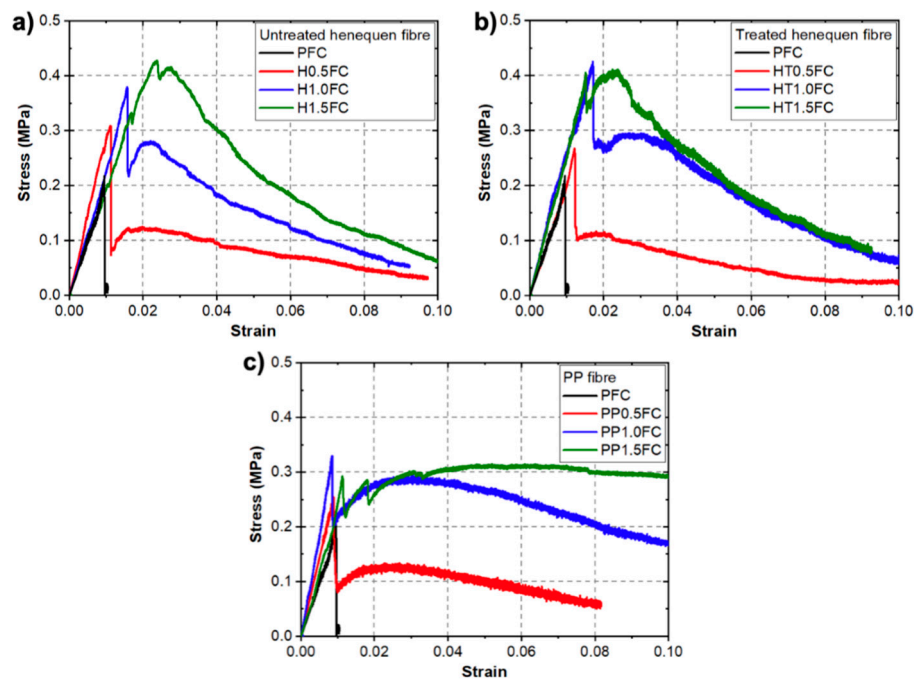 a)
Untreated henequen fibre
PFC
H0.5FC
H1.0FC
H1.5FC
Stress (MPa)
0.5
0.4
0.3
0.2
0.1
0.0
0.00 0.02 0.04 0.06 0.08 0.10
Strain
b)
Treated henequen fibre
PFC
HT0.5FC
HT1.0FC
HT1.5FC
Stress (MPa)
0.5
0.4
0.3
0.2
0.1
0.0
0.00 0.02 0.04 0.06 0.08 0.10
Strain
c)
PP fibre
PFC
PP0.5FC
PP1.0FC
PP1.5FC
Stress (MPa)
0.5
0.4
0.3
0.2
0.1
0.0
0.00 0.02 0.04 0.06 0.08 0.10
Strain